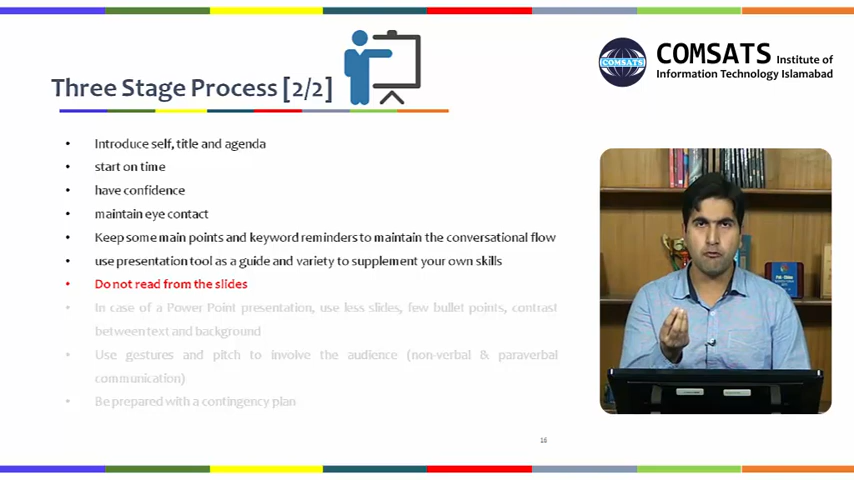 Three Stage Process [2/2]
COMSATS Institute of
Information Technology Islamabad
COMSATS
• Introduce self, title and agenda
• start on time
• have confidence
• maintain eye contact
• Keep some main points and keyword reminders to maintain the conversational flow
• use presentation tool as a guide and variety to supplement your own skills
• Do not read from the slides
• In case of a Power Point presentation, use less slides, few bullet points, contrast
between text and background
• Use gestures and pitch to involve the audience (non-verbal & paraverbal
communication)
• Be prepared with a contingency plan
16